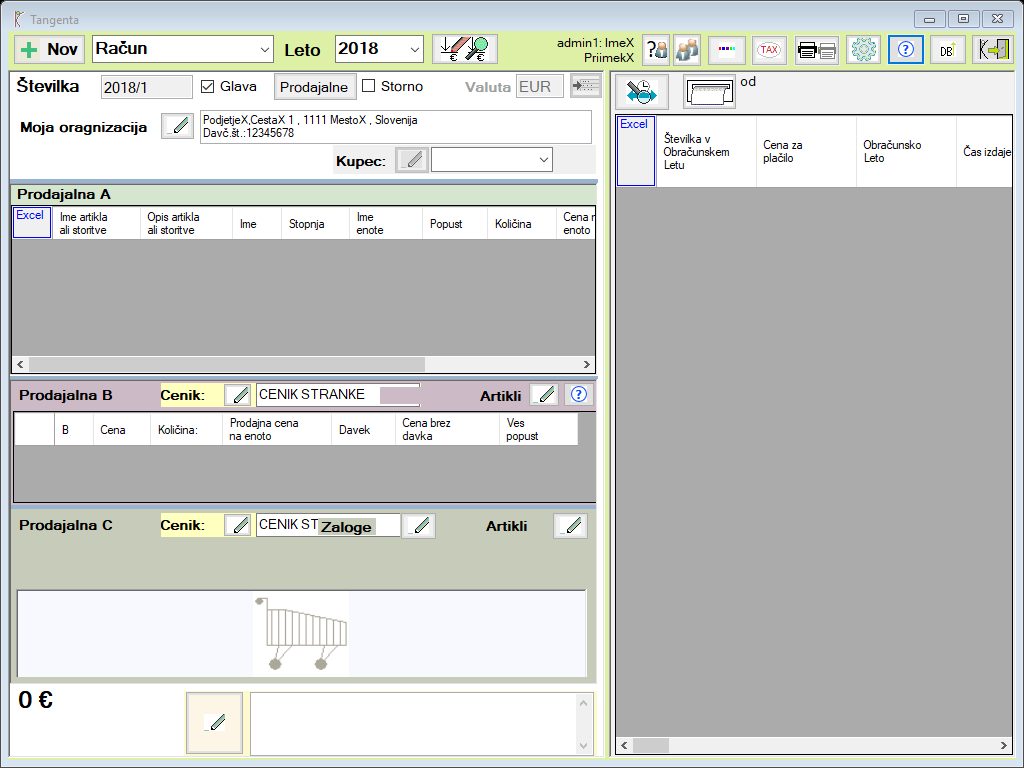 Tangenta
Nov Račun Leto 2018 admin1: ImeX
PriimekX
TAX DB
Številka 2018/1 Glava Prodajalne Storno Valuta EUR
Moja oragnizacija
PodjetjeX,CestaX 1 , 1111 MestoX , Slovenija
Davč.št.:12345678
Kupec:
Prodajalna A
Excel
Ime artikla
ali storitve
Opis artikla
ali storitve
Ime
Stopnja
Ime
enote
Popust
Količina
Cena
enoto
Prodajalna B Cenik: CENIK STRANKE Artikli
B
Cena
Količina:
Prodajna cena
na enoto
Davek
Cena brez
davka
Ves
popust
Prodajalna C Cenik: CENIK ST Zaloge Artikli
0 €
od
Excel
Številka v
Obračunskem
Letu
Cena za
plačilo
Obračunsko
Leto
Čas izdaje